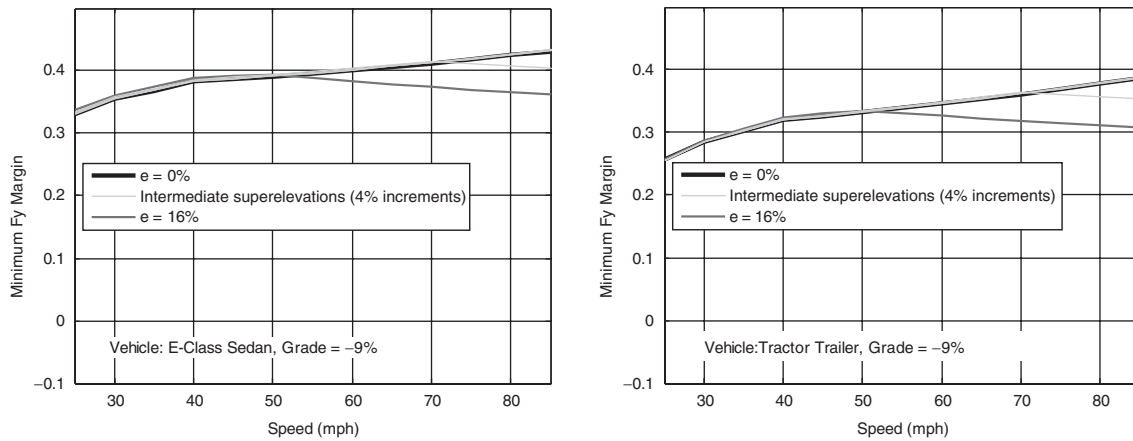 Minimum Fy Margin
0.4
0.3
0.2
0.1
0
−0.1
e = 0%
Intermediate superelevations (4% increments)
e = 16%
Vehicle: E-Class Sedan, Grade = −9%
30 40 50 60 70 80
Speed (mph)
Minimum Fy Margin
0.4
0.3
0.2
0.1
0
−0.1
e = 0%
Intermediate superelevations (4% increments)
e = 16%
Vehicle:Tractor Trailer, Grade = −9%
30 40 50 60 70 80
Speed (mph)